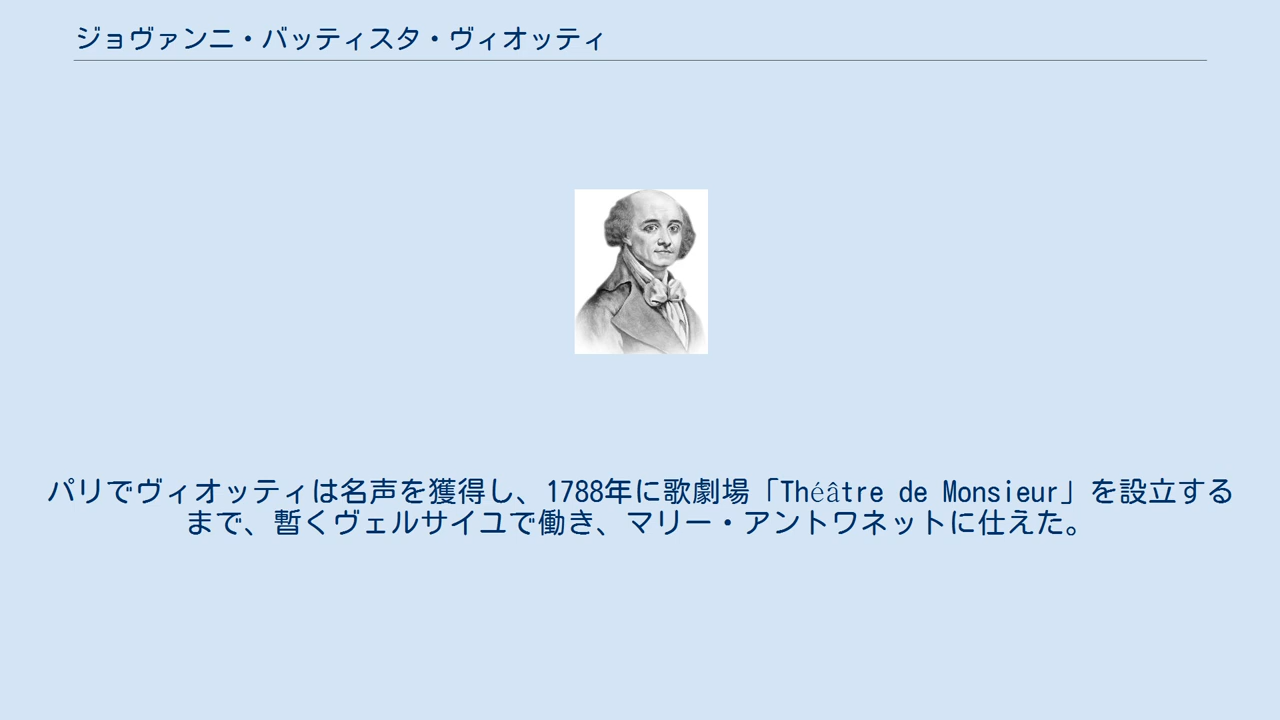 ジョヴァンニ・バッティスタ・ヴィオッティ
パリでヴィオッティは名声を獲得し、1788年に歌劇場「Théâtre de Monsieur」を設立する
まで、暫くヴェルサイユで働き、マリー・アントワネットに仕えた。